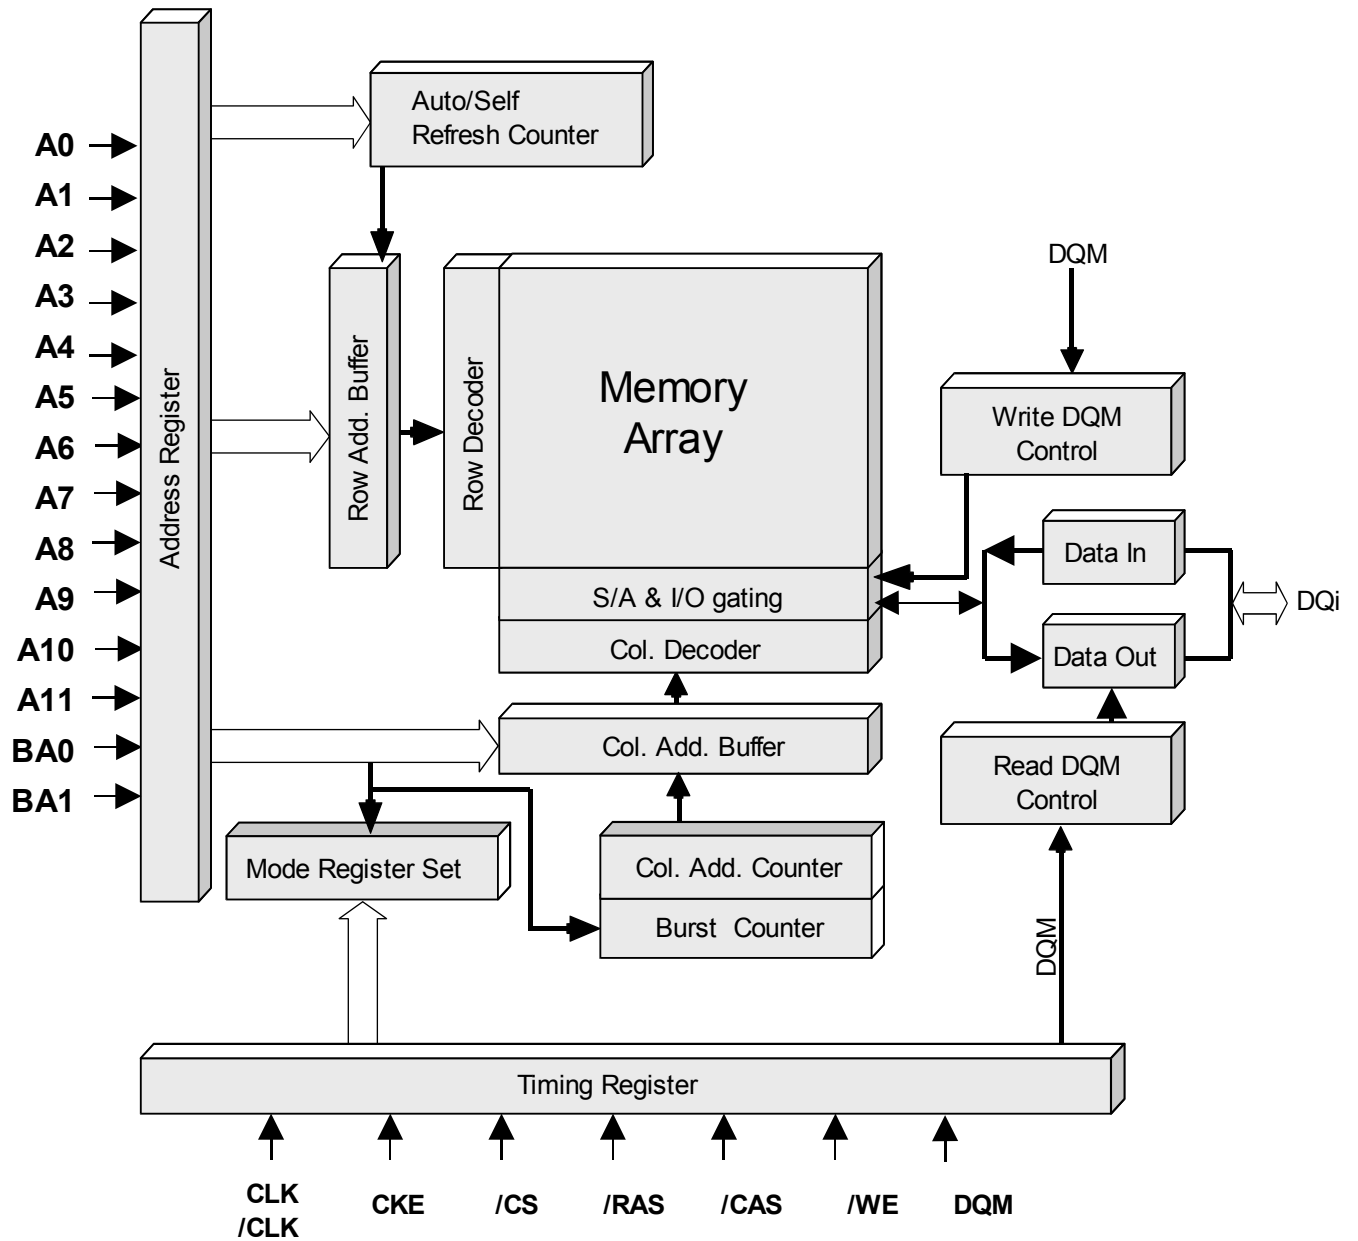 Auto/Self
Refresh Counter
A0
A1
A2
A3
A4
A5
A6
A7
A8
A9
A10
A11
BA0
BA1
Address Register
Row Add. Buffer
Row Decoder
Memory
Array
S/A & I/O gating
Col. Decoder
Col. Add. Buffer
Mode Register Set
Col. Add. Counter
Burst Counter
DQM
Write DQM
Control
Data In
Data Out
DQi
Read DQM
Control
DQM
Timing Register
CLK
/CLK
CKE
/CS
/RAS
/CAS
/WE
DQM